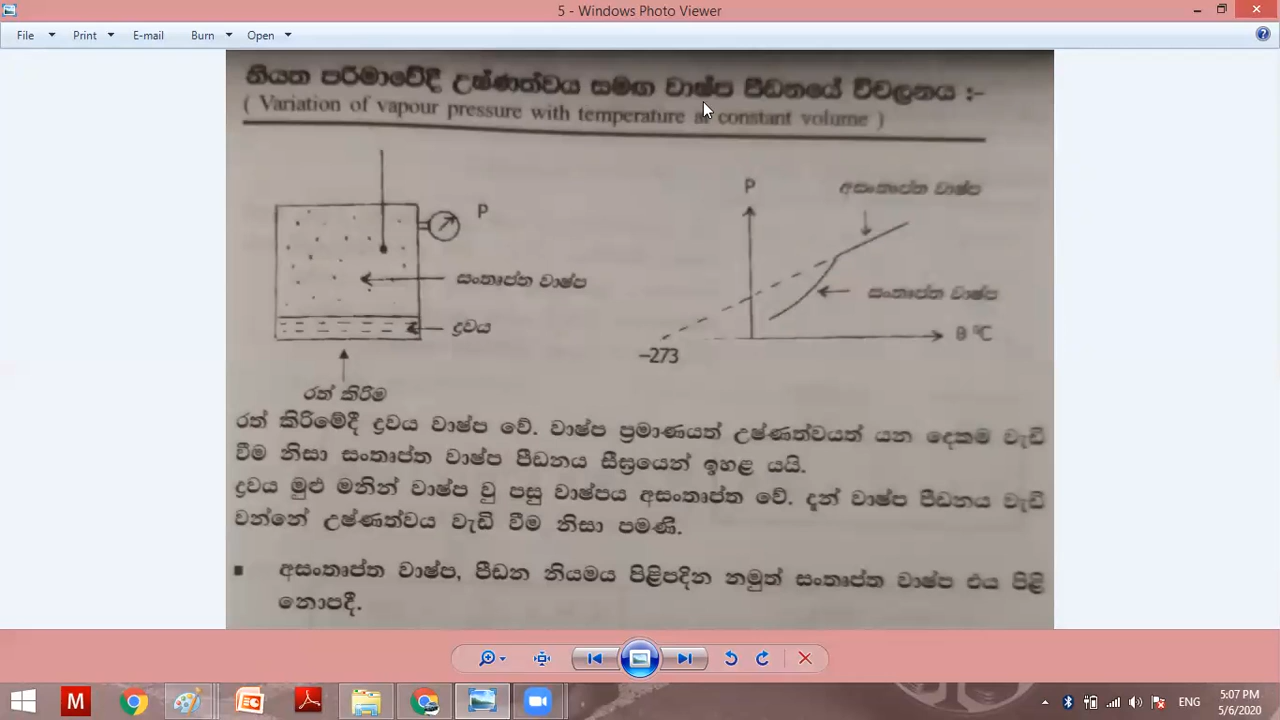 5 - Windows Photo Viewer
File Print E-mail Burn Open
නියත පරිමාවේදී උෂ්ණත්වය සමඟ වාෂ්ප පීඩනයේ විචලනය :-
( Variation of vapour pressure with temperature at constant volume )
P
සංතෘප්ත වාෂ්ප
ද්‍රවය
රත් කිරීම
P
අසංතෘප්ත වාෂ්ප
සංතෘප්ත වාෂ්ප
θ °C
–273
රත් කිරීමේදී ද්‍රවය වාෂ්ප වේ. වාෂ්ප ප්‍රමාණයත් උෂ්ණත්වයත් යන දෙකම වැඩි
වීම නිසා සංතෘප්ත වාෂ්ප පීඩනය සීඝ්‍රයෙන් ඉහළ යයි.
ද්‍රවය මුළු මනින් වාෂ්ප වූ පසු වාෂ්පය අසංතෘප්ත වේ. දැන් වාෂ්ප පීඩනය වැඩි
වන්නේ උෂ්ණත්වය වැඩි වීම නිසා පමණි.
■ අසංතෘප්ත වාෂ්ප, පීඩන නියමය පිළිපදින නමුත් සංතෘප්ත වාෂ්ප එය පිළි
නොපදී.
ENG
5:07 PM
5/6/2020